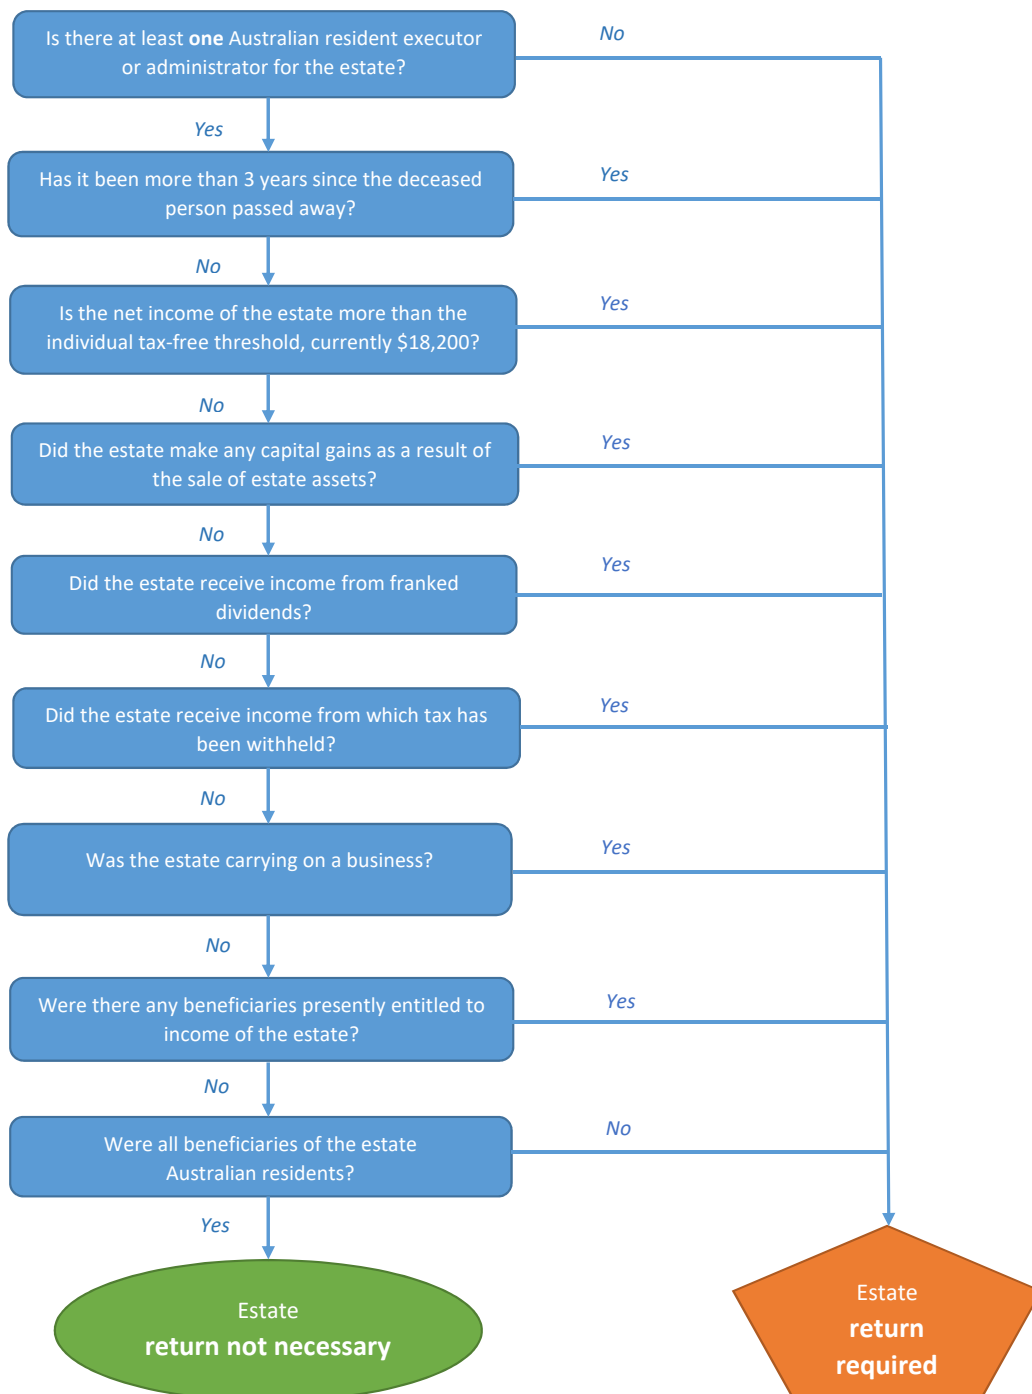 Is there at least one Australian resident executor
or administrator for the estate?
No
Yes
Has it been more than 3 years since the deceased
person passed away?
Yes
No
Is the net income of the estate more than the
individual tax-free threshold, currently $18,200?
Yes
No
Did the estate make any capital gains as a result of
the sale of estate assets?
Yes
No
Did the estate receive income from franked
dividends?
Yes
No
Did the estate receive income from which tax has
been withheld?
Yes
No
Was the estate carrying on a business?
Yes
No
Were there any beneficiaries presently entitled to
income of the estate?
Yes
No
Were all beneficiaries of the estate
Australian residents?
No
Yes
Estate
return not necessary
Estate
return
required